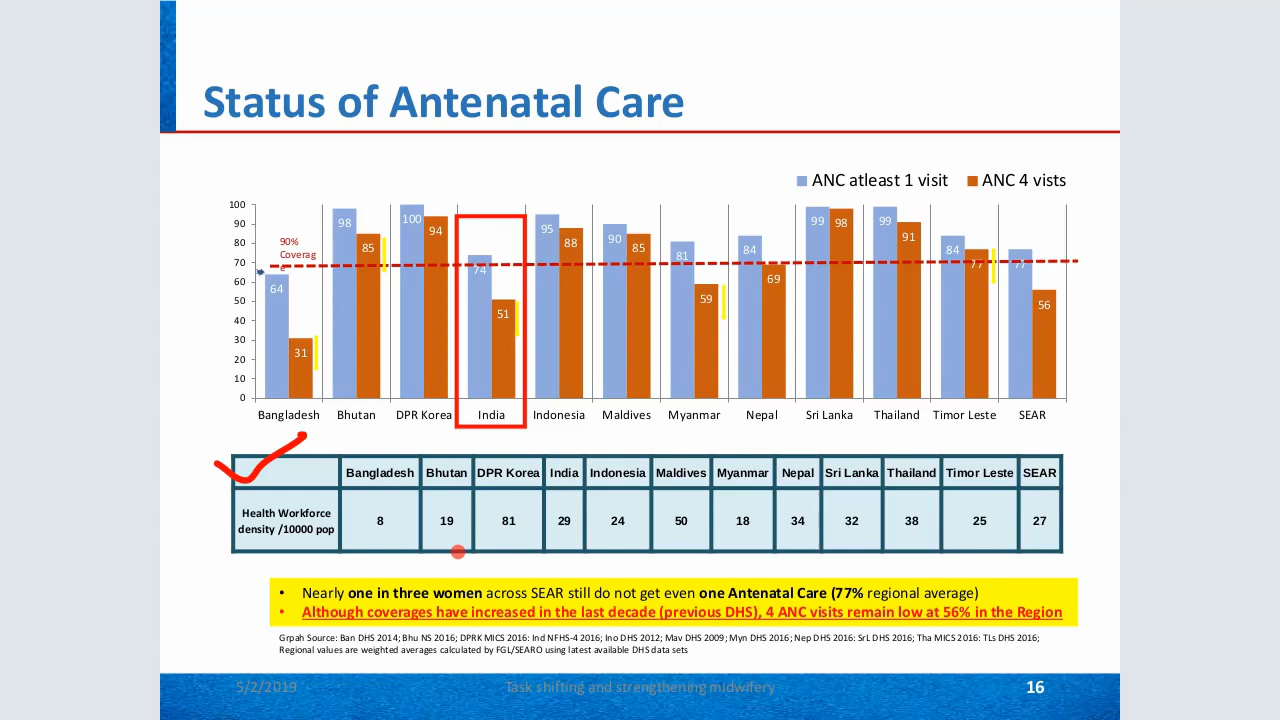 Status of Antenatal Care
ANC atleast 1 visit ANC 4 vists
100
90
80
70
60
50
40
30
20
10
0
90%
Coverag
e
64 31 98 85 100 94 74 51 95 88 90 85 81 59 84 69 99 98 99 91 84 77 77 56
Bangladesh Bhutan DPR Korea India Indonesia Maldives Myanmar Nepal Sri Lanka Thailand Timor Leste SEAR
Bangladesh Bhutan DPR Korea India Indonesia Maldives Myanmar Nepal Sri Lanka Thailand Timor Leste SEAR
Health Workforce
density /10000 pop
8 19 81 29 24 50 18 34 32 38 25 27
• Nearly one in three women across SEAR still do not get even one Antenatal Care (77% regional average)
• Although coverages have increased in the last decade (previous DHS), 4 ANC visits remain low at 56% in the Region
Grpah Source: Ban DHS 2014; Bhu NS 2016; DPRK MICS 2016: Ind NFHS-4 2016; Ino DHS 2012; Mav DHS 2009; Myn DHS 2016; Nep DHS 2016: SrL DHS 2016; Tha MICS 2016: TLs DHS 2016;
Regional values are weighted averages calculated by FGL/SEARO using latest available DHS data sets
5/2/2019 Task shifting and strengthening midwifery 16